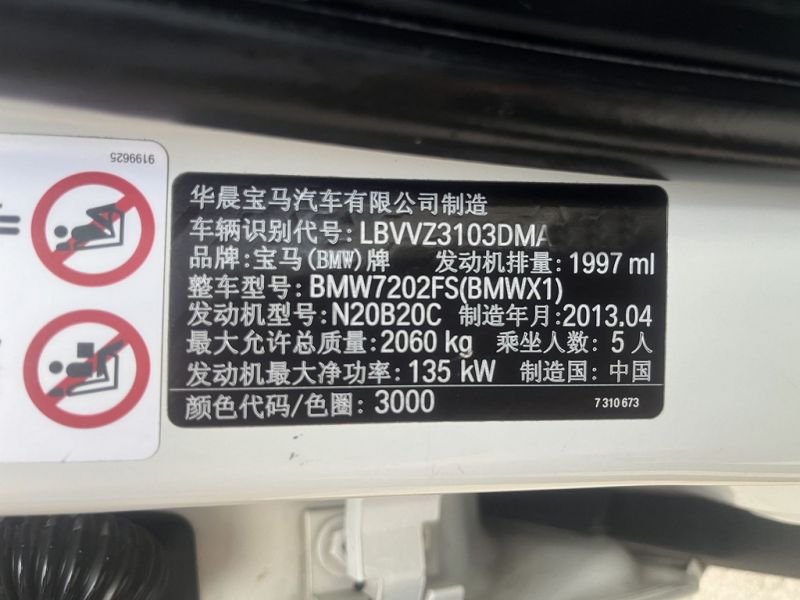 9199625
华晨宝马汽车有限公司制造
车辆识别代号: LBVVZ3103DMA
品牌: 宝马(BMW)牌 发动机排量: 1997 ml
整车型号: BMW7202FS(BMWX1)
发动机型号: N20B20C 制造年月: 2013.04
最大允许总质量: 2060 kg 乘坐人数: 5 人
发动机最大净功率: 135 kW 制造国: 中国
颜色代码/色圈: 3000
7 310 673